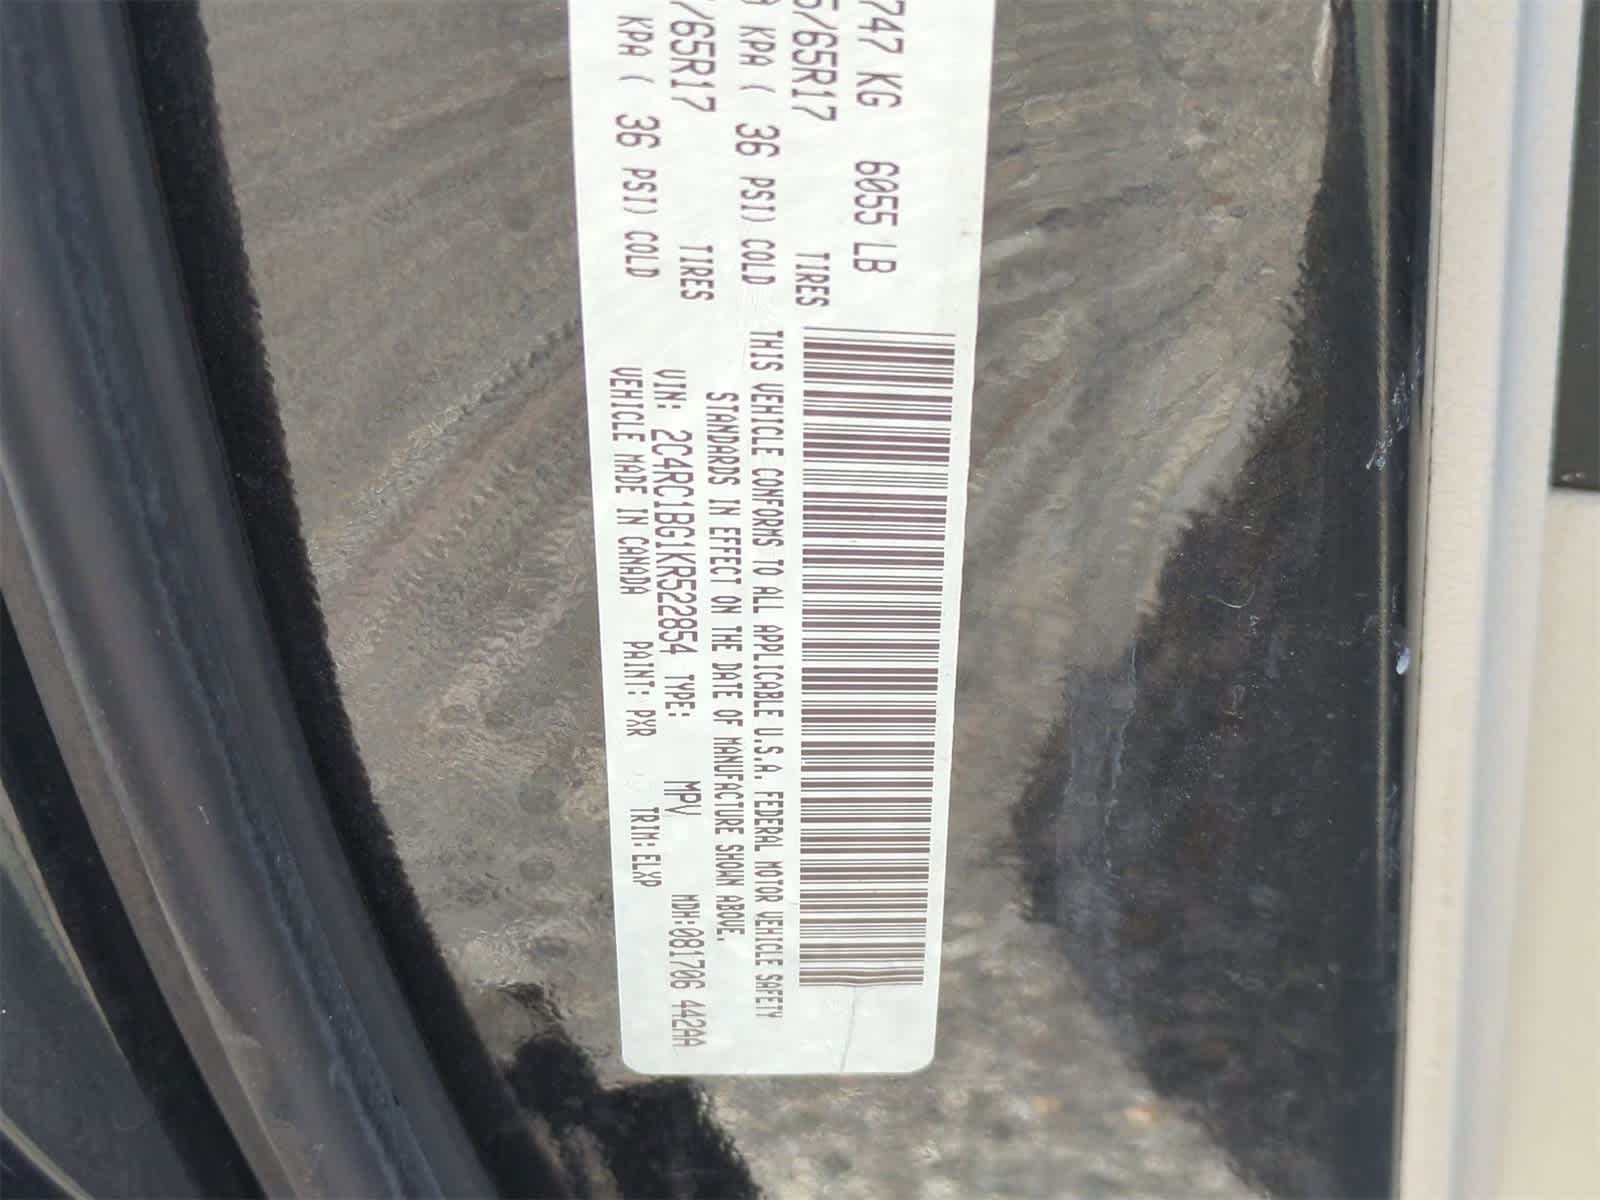 747 KG 6055 LB
5/65R17 TIRES
KPA ( 36 PSI) COLD
/65R17 TIRES
KPA ( 36 PSI) COLD
THIS VEHICLE CONFORMS TO ALL APPLICABLE U.S.A. FEDERAL MOTOR VEHICLE SAFETY
STANDARDS IN EFFECT ON THE DATE OF MANUFACTURE SHOWN ABOVE.
VIN: 2C4RC1BG1KR522854 TYPE: MPV MDH:081706 442AA
VEHICLE MADE IN CANADA PAINT: PXR TRIM:ELXP